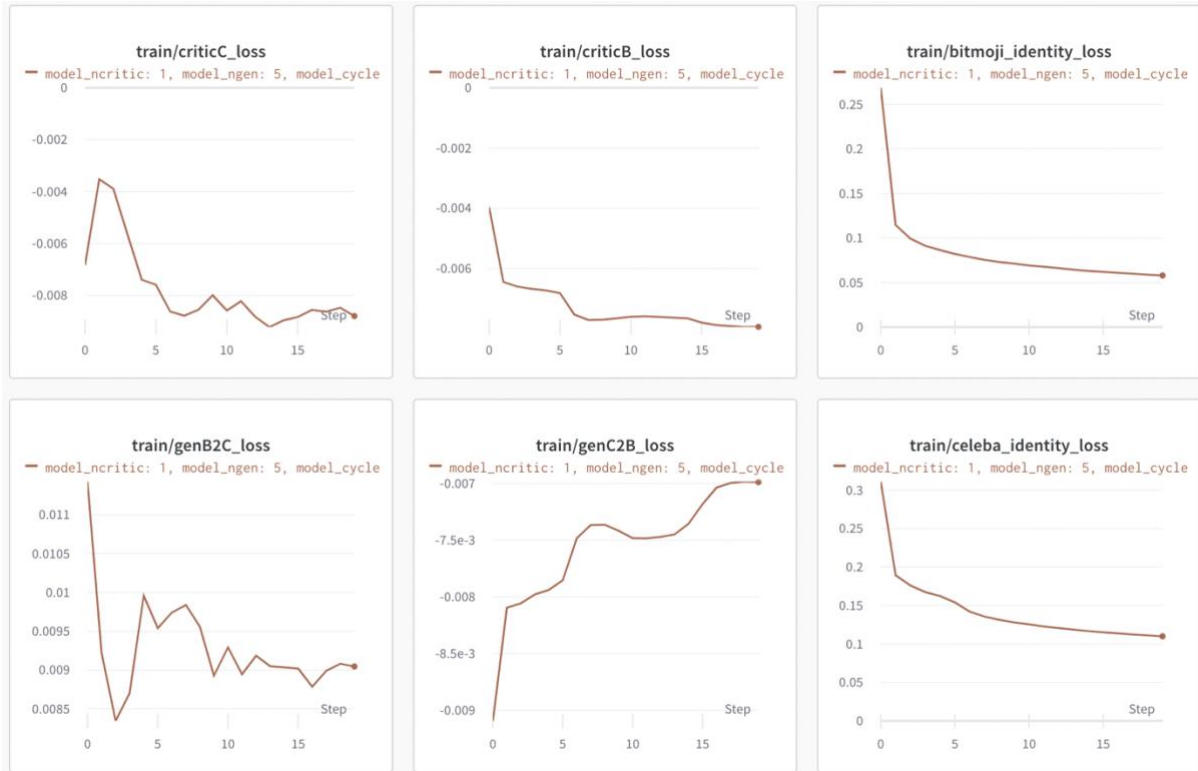 train/criticC_loss
model_ncritic: 1, model_ngen: 5, model_cycle
0
-0.002
-0.004
-0.006
-0.008
Step
0 5 10 15
train/criticB_loss
model_ncritic: 1, model_ngen: 5, model_cycle
0
-0.002
-0.004
-0.006
Step
0 5 10 15
train/bitmoji_identity_loss
model_ncritic: 1, model_ngen: 5, model_cycle
0.25
0.2
0.15
0.1
0.05
0
Step
0 5 10 15
train/genB2C_loss
model_ncritic: 1, model_ngen: 5, model_cycle
0.011
0.0105
0.01
0.0095
0.009
0.0085
Step
0 5 10 15
train/genC2B_loss
model_ncritic: 1, model_ngen: 5, model_cycle
-0.007
-7.5e-3
-0.008
-8.5e-3
-0.009
Step
0 5 10 15
train/celeba_identity_loss
model_ncritic: 1, model_ngen: 5, model_cycle
0.3
0.25
0.2
0.15
0.1
0.05
0
Step
0 5 10 15